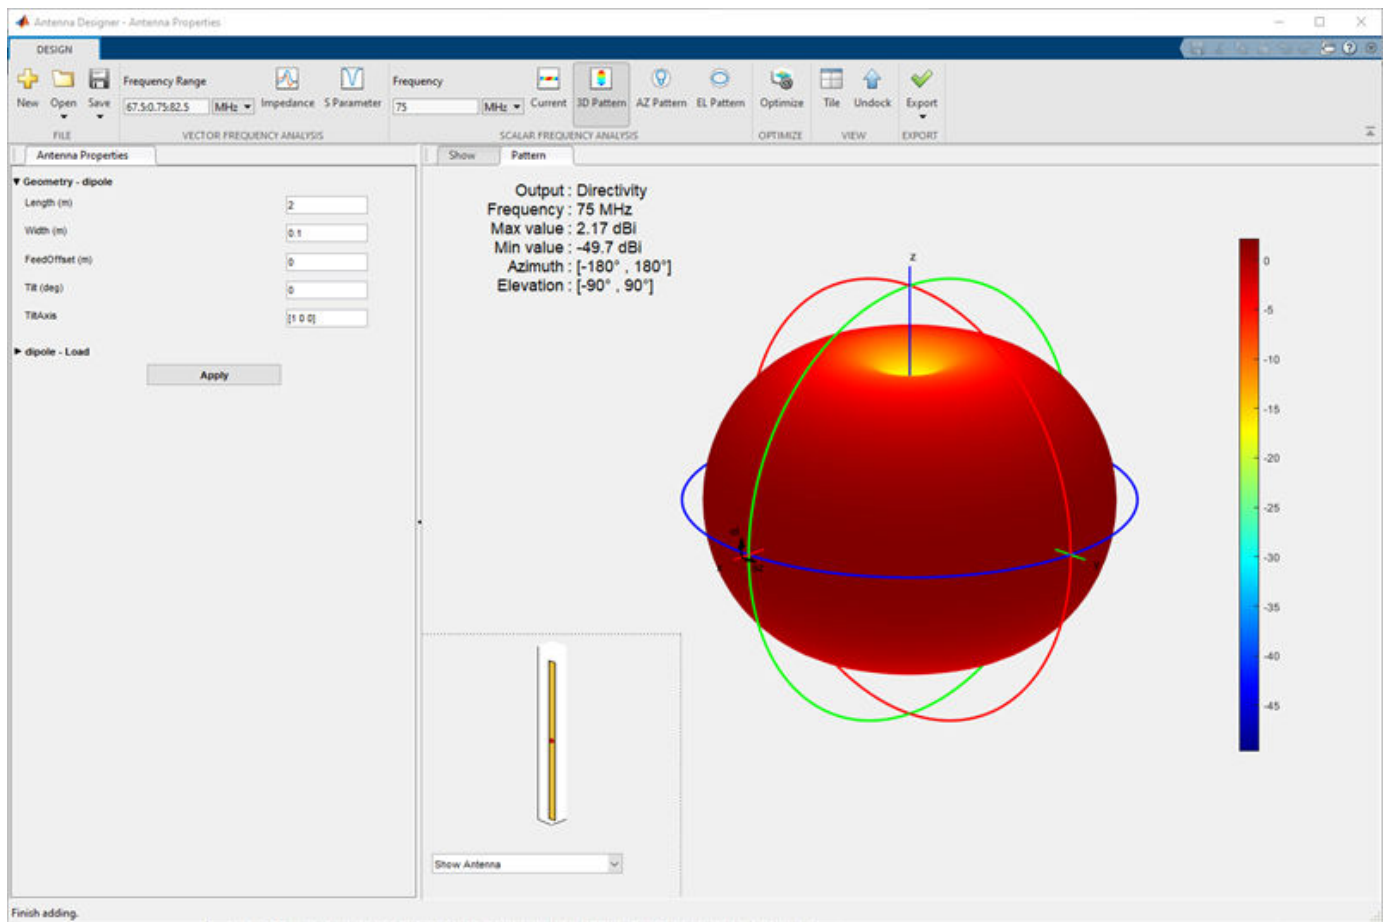 Antenna Designer - Antenna Properties
DESIGN
New Open Save
FILE
Frequency Range
67.5:0.75:82.5 MHz
Impedance S Parameter
VECTOR FREQUENCY ANALYSIS
Frequency
75 MHz
Current 3D Pattern AZ Pattern EL Pattern
SCALAR FREQUENCY ANALYSIS
Optimize
OPTIMIZE
Tile Undock
VIEW
Export
EXPORT
Antenna Properties
Geometry - dipole
Length (m) 2
Width (m) 0.1
FeedOffset (m) 0
Tilt (deg) 0
TiltAxis [1 0 0]
dipole - Load
Apply
Show Pattern
Output : Directivity
Frequency : 75 MHz
Max value : 2.17 dBi
Min value : -49.7 dBi
Azimuth : [-180° , 180°]
Elevation : [-90° , 90°]
z
x
0
-5
-10
-15
-20
-25
-30
-35
-40
-45
Show Antenna
Finish adding.